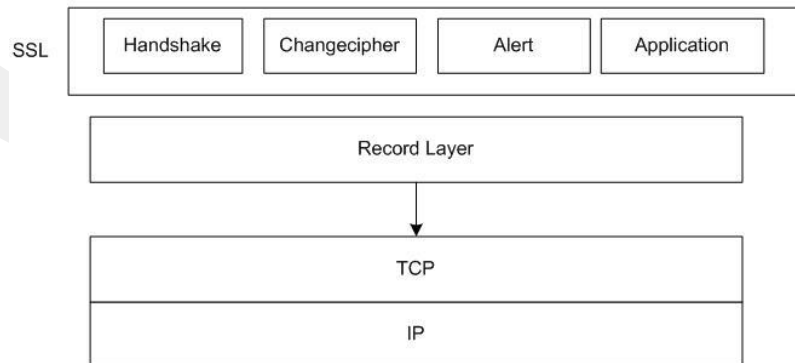 SSL
Handshake
Changecipher
Alert
Application
Record Layer
TCP
IP